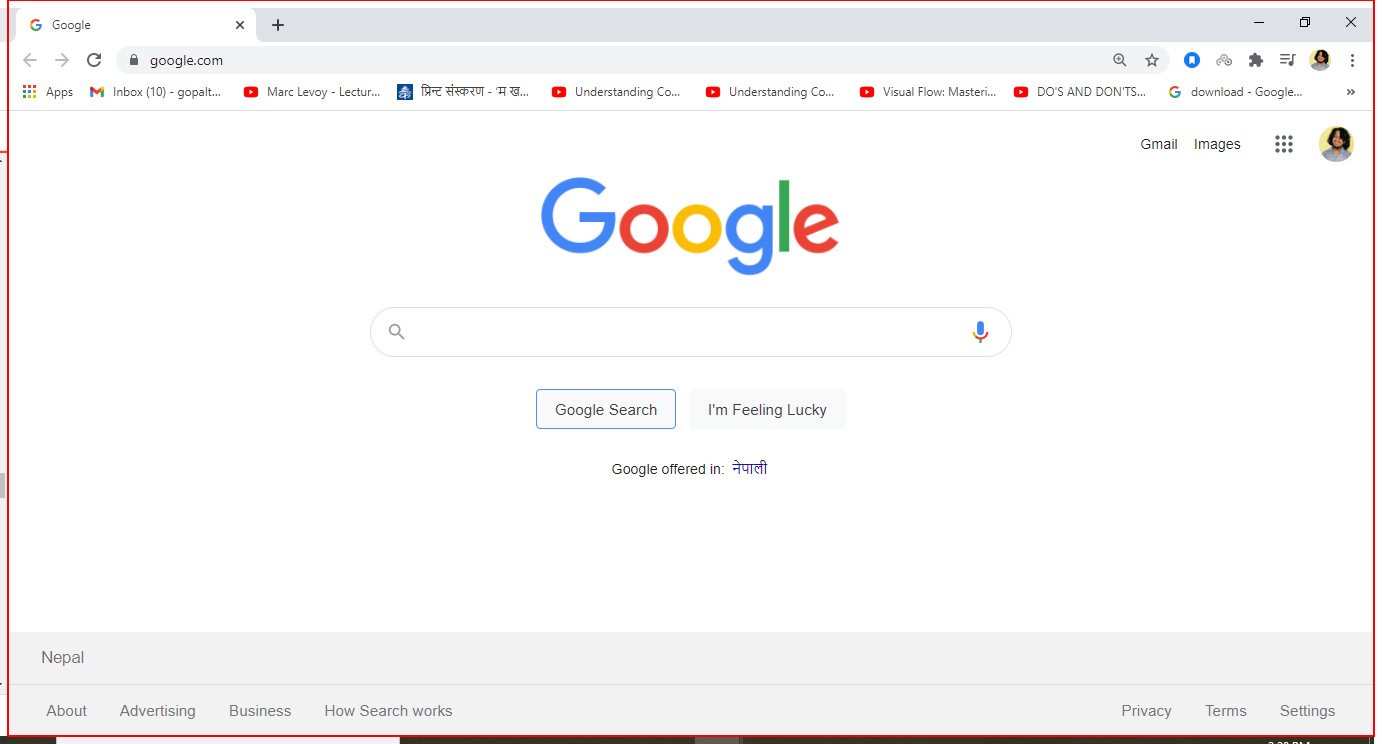 Google
google.com
Apps Inbox (10) - gopalt... Marc Levoy - Lectur... प्रिन्ट संस्करण - 'म ख... Understanding Co... Understanding Co... Visual Flow: Masteri... DO'S AND DON'TS... download - Google... »
Gmail Images
Google
Google Search I'm Feeling Lucky
Google offered in: नेपाली
Nepal
About Advertising Business How Search works Privacy Terms Settings